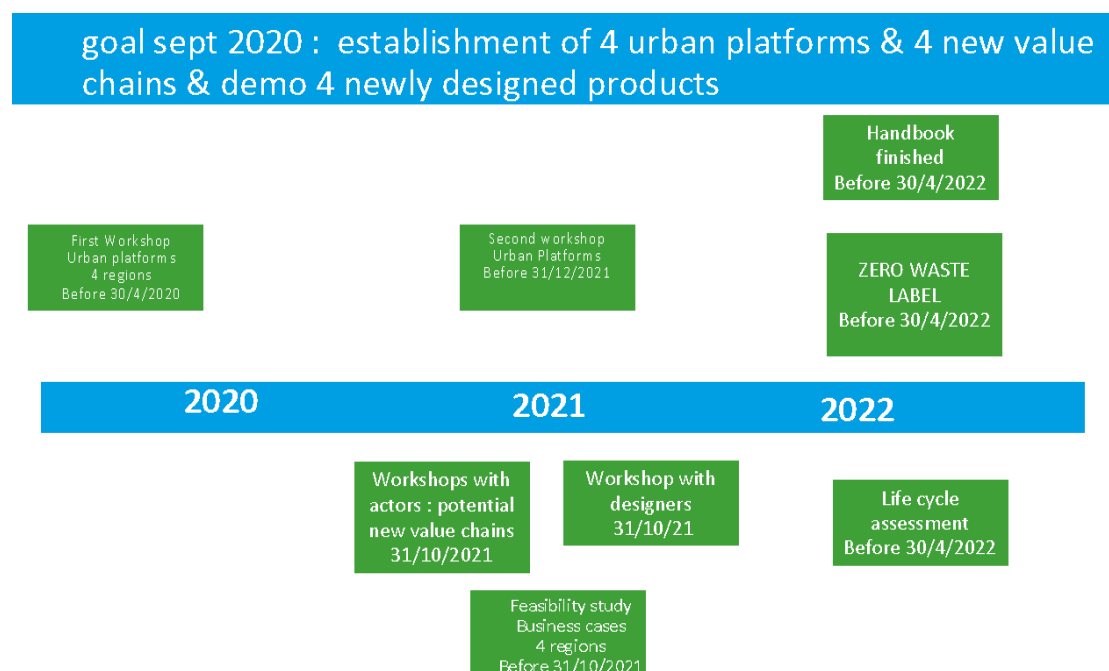 goal sept 2020 :  establishment of 4 urban platforms & 4 new value
chains & demo 4 newly designed products
Handbook
finished
Before 30/4/2022
First Workshop
Urban platforms
4 regions
Before 30/4/2020
Second workshop
Urban Platforms
Before 31/12/2021
ZERO WASTE
LABEL
Before 30/4/2022
2020
2021
2022
Workshops with
actors : potential
new value chains
31/10/2021
Workshop with
designers
31/10/21
Life cycle
assessment
Before 30/4/2022
Feasibility study
Business cases
4 regions
Before 31/10/2021